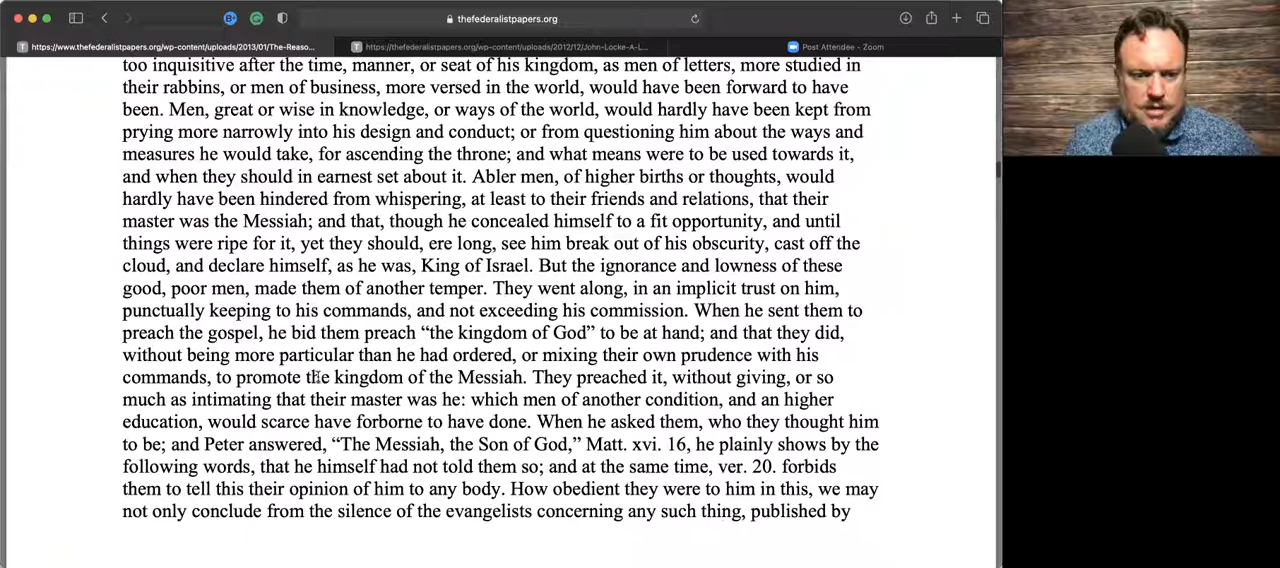 thefederalistpapers.org
https://www.thefederalistpapers.org/wp-content/uploads/2013/01/The-Reaso...
https://thefederalistpapers.org/wp-content/uploads/2012/12/John-Locke-A-L...
Post Attendee - Zoom
too inquisitive after the time, manner, or seat of his kingdom, as men of letters, more studied in
their rabbins, or men of business, more versed in the world, would have been forward to have
been. Men, great or wise in knowledge, or ways of the world, would hardly have been kept from
prying more narrowly into his design and conduct; or from questioning him about the ways and
measures he would take, for ascending the throne; and what means were to be used towards it,
and when they should in earnest set about it. Abler men, of higher births or thoughts, would
hardly have been hindered from whispering, at least to their friends and relations, that their
master was the Messiah; and that, though he concealed himself to a fit opportunity, and until
things were ripe for it, yet they should, ere long, see him break out of his obscurity, cast off the
cloud, and declare himself, as he was, King of Israel. But the ignorance and lowness of these
good, poor men, made them of another temper. They went along, in an implicit trust on him,
punctually keeping to his commands, and not exceeding his commission. When he sent them to
preach the gospel, he bid them preach “the kingdom of God” to be at hand; and that they did,
without being more particular than he had ordered, or mixing their own prudence with his
commands, to promote the kingdom of the Messiah. They preached it, without giving, or so
much as intimating that their master was he: which men of another condition, and an higher
education, would scarce have forborne to have done. When he asked them, who they thought him
to be; and Peter answered, “The Messiah, the Son of God,” Matt. xvi. 16, he plainly shows by the
following words, that he himself had not told them so; and at the same time, ver. 20. forbids
them to tell this their opinion of him to any body. How obedient they were to him in this, we may
not only conclude from the silence of the evangelists concerning any such thing, published by